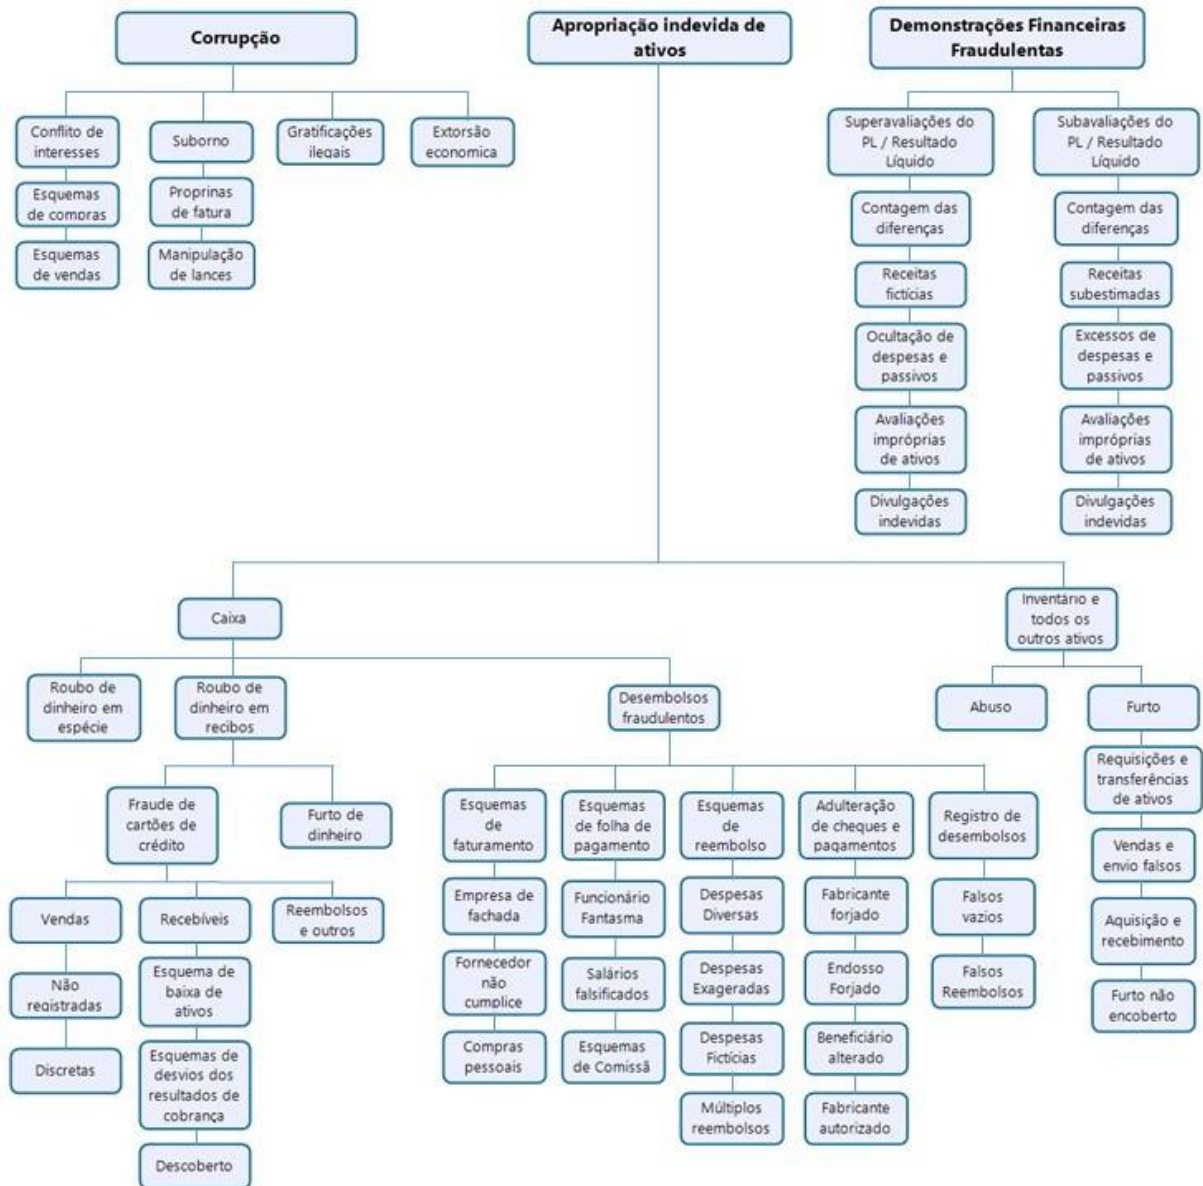 Corrupção
Apropriação indevida de
ativos
Demonstrações Financeiras
Fraudulentas
Conflito de
interesses
Esquemas
de compras
Esquemas
de vendas
Suborno
Proprinas
de fatura
Manipulação
de lances
Gratificações
ilegais
Extorsão
economica
Superavaliações do
PL / Resultado
Líquido
Contagem das
diferenças
Receitas
fictícias
Ocultação de
despesas e
passivos
Avaliações
impróprias
de ativos
Divulgações
indevidas
Subavaliações do
PL / Resultado
Líquido
Contagem das
diferenças
Receitas
subestimadas
Excessos de
despesas e
passivos
Avaliações
impróprias
de ativos
Divulgações
indevidas
Caixa
Inventário e
todos os
outros ativos
Roubo de
dinheiro em
espécie
Roubo de
dinheiro em
recibos
Desembolsos
fraudulentos
Abuso
Furto
Requisições e
transferências
de ativos
Vendas e
envio falsos
Aquisição e
recebimento
Furto não
encoberto
Fraude de
cartões de
crédito
Furto de
dinheiro
Vendas
Não
registradas
Discretas
Recebíveis
Esquema de
baixa de
ativos
Esquemas de
desvios dos
resultados de
cobrança
Descoberto
Reembolsos
e outros
Esquemas
de
faturamento
Empresa de
fachada
Fornecedor
não
cumplice
Compras
pessoais
Esquemas
de folha de
pagamento
Funcionário
Fantasma
Salários
falsificados
Esquemas
de Comissã
Esquemas
de
reembolso
Despesas
Diversas
Despesas
Exageradas
Despesas
Fictícias
Múltiplos
reembolsos
Adulteração
de cheques e
pagamentos
Fabricante
forjado
Endosso
Forjado
Beneficiário
alterado
Fabricante
autorizado
Registro de
desembolsos
Falsos
vazios
Falsos
Reembolsos